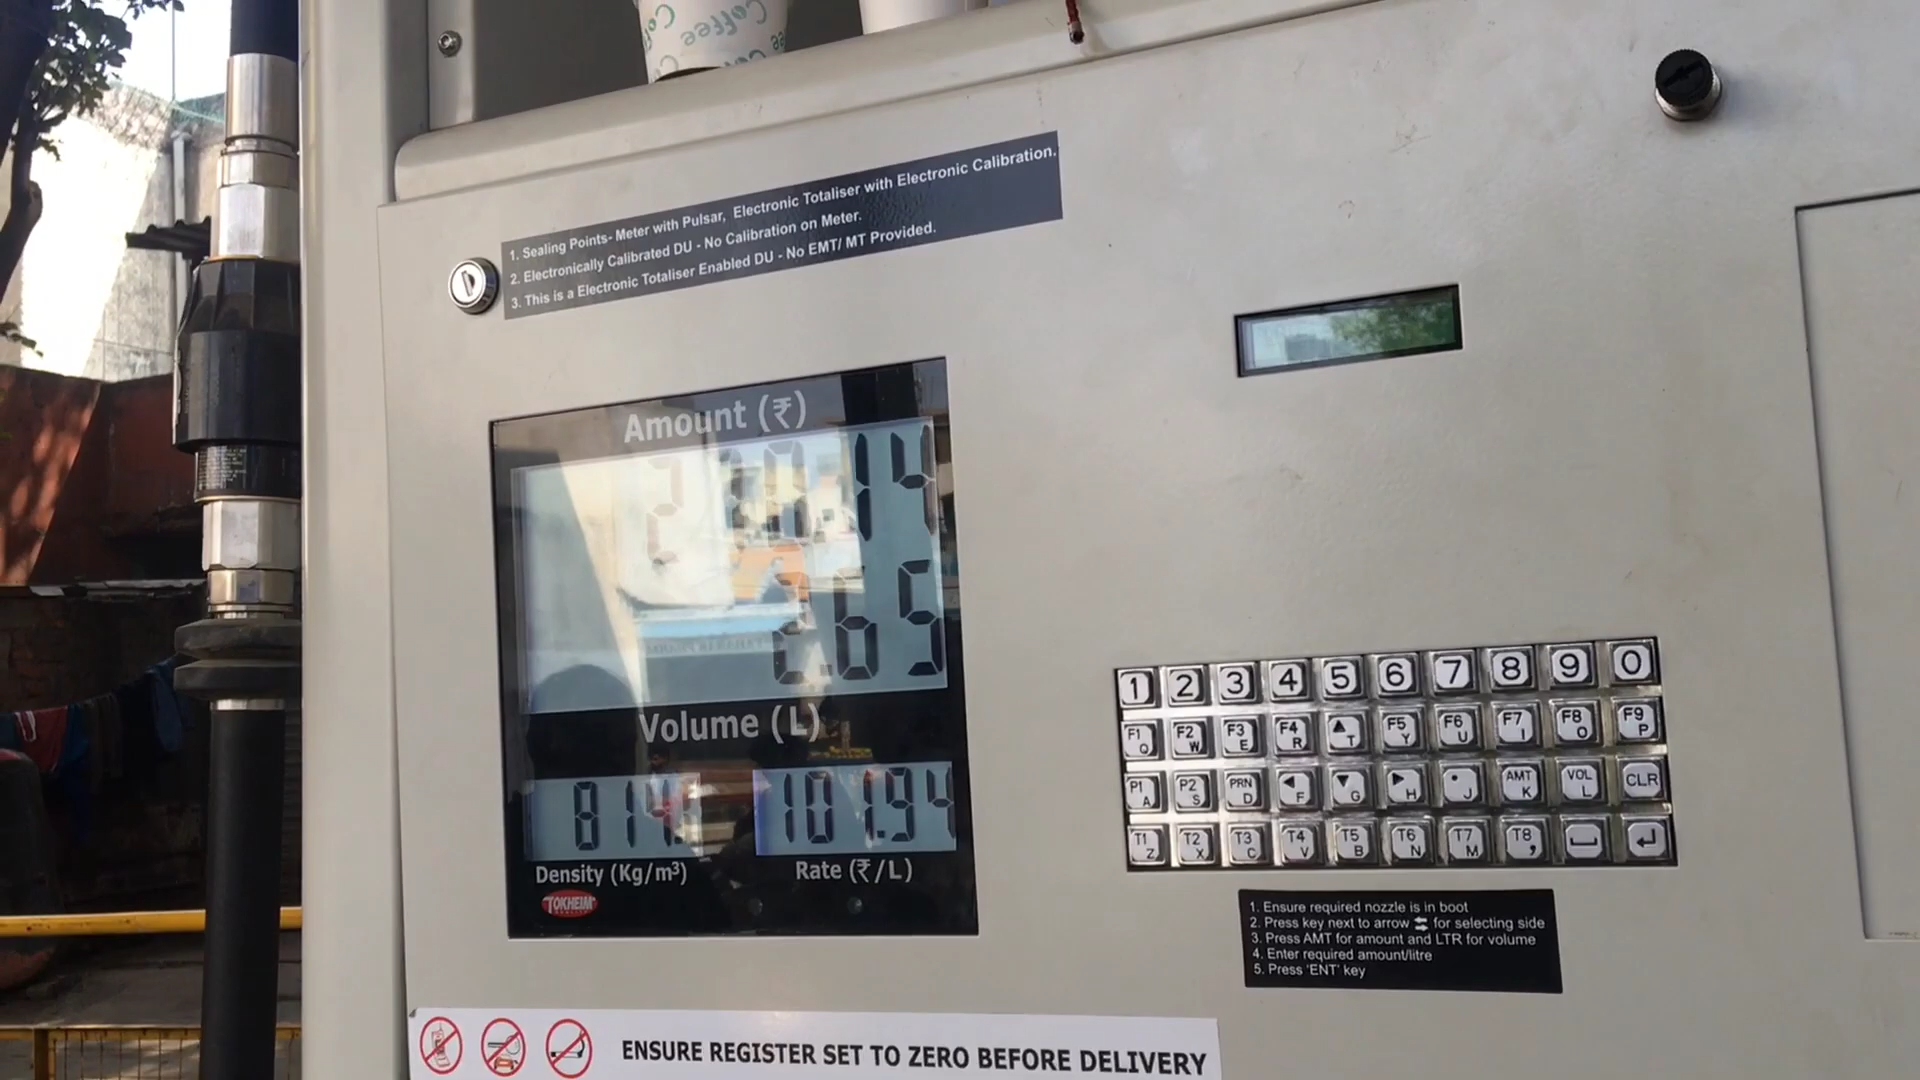 Coffee
1. Sealing Points- Meter with Pulsar, Electronic Totaliser with Electronic Calibration.
2. Electronically Calibrated DU - No Calibration on Meter.
3. This is a Electronic Totaliser Enabled DU - No EMT/ MT Provided.
Amount (₹)
2.65
Volume (L)
101.94
Density (Kg/m³) Rate (₹/L)
TOKHEIM
1 2 3 4 5 6 7 8 9 0
F1 Q F2 W F3 E F4 R ▲ T F5 Y F6 U F7 I F8 O F9 P
P1 A P2 S PRN D ◄ F ▼ G ► H • J AMT K VOL L CLR
T1 Z T2 X T3 C T4 V T5 B T6 N T7 M T8 ,
1. Ensure required nozzle is in boot
2. Press key next to arrow ⇆ for selecting side
3. Press AMT for amount and LTR for volume
4. Enter required amount/litre
5. Press 'ENT' key
ENSURE REGISTER SET TO ZERO BEFORE DELIVERY